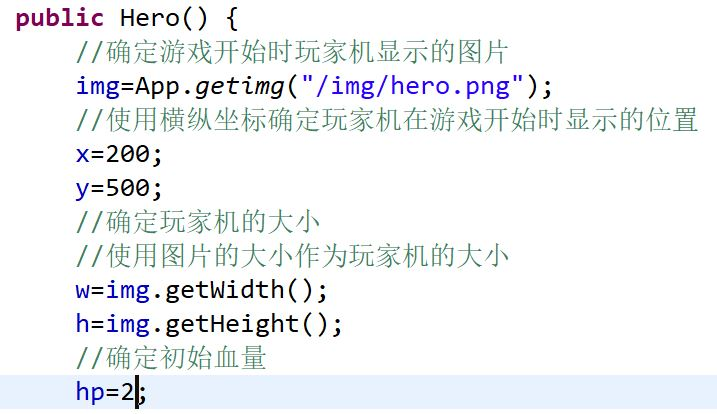 public Hero() {
//确定游戏开始时玩家机显示的图片
img=App.getimg("/img/hero.png");
//使用横纵坐标确定玩家机在游戏开始时显示的位置
x=200;
y=500;
//确定玩家机的大小
//使用图片的大小作为玩家机的大小
w=img.getWidth();
h=img.getHeight();
//确定初始血量
hp=2;